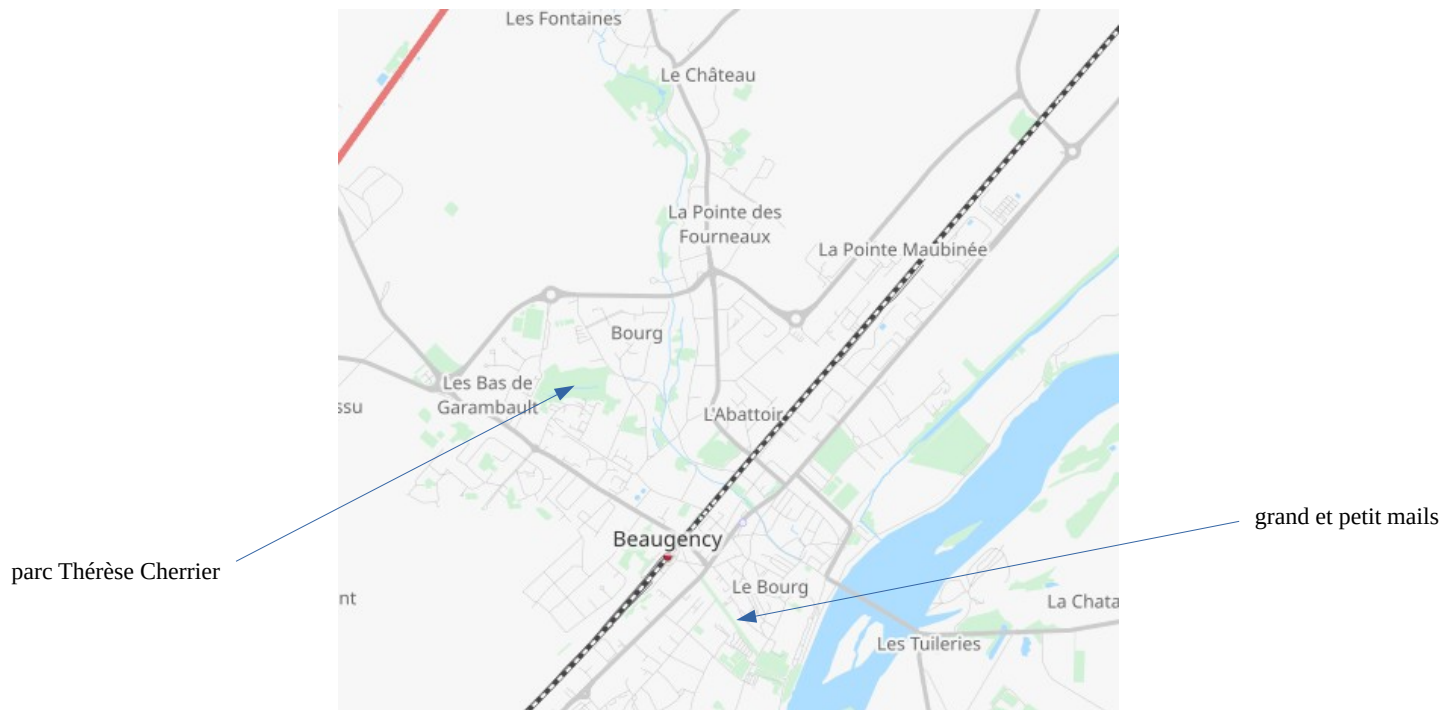 Les Fontaines
Le Château
La Pointe des
Fourneaux
La Pointe Maubinée
Bourg
Les Bas de
Garambault
ssu
L'Abattoir
grand et petit mails
Beaugency
parc Thérèse Cherrier
Le Bourg
nt
La Chata
Les Tuileries